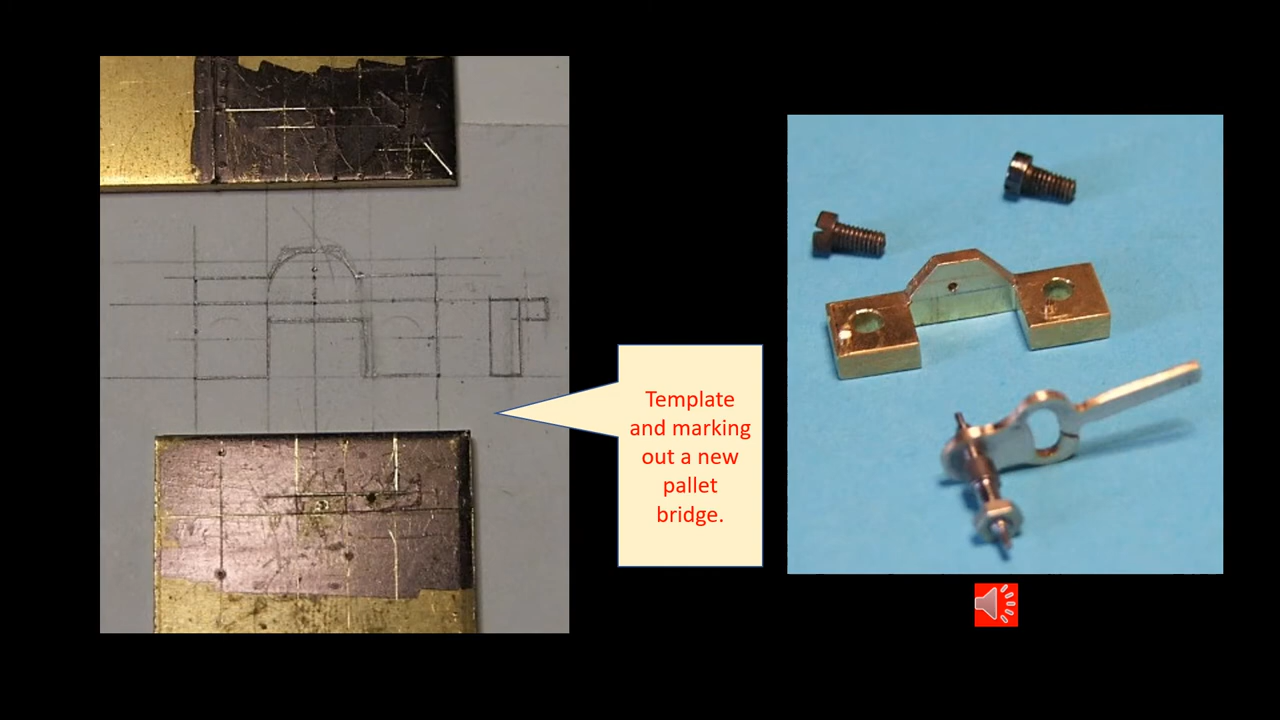 Template
and marking
out a new
pallet
bridge.